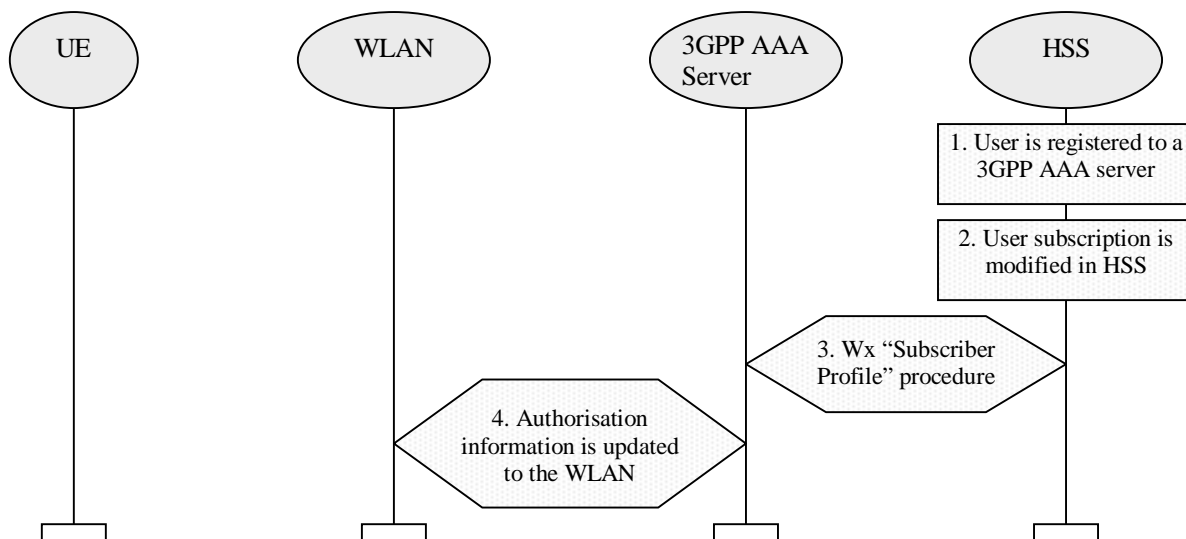 UE
WLAN
3GPP AAA
Server
HSS
1. User is registered to a
3GPP AAA server
2. User subscription is
modified in HSS
3. Wx “Subscriber
Profile” procedure
4. Authorisation
information is updated
to the WLAN